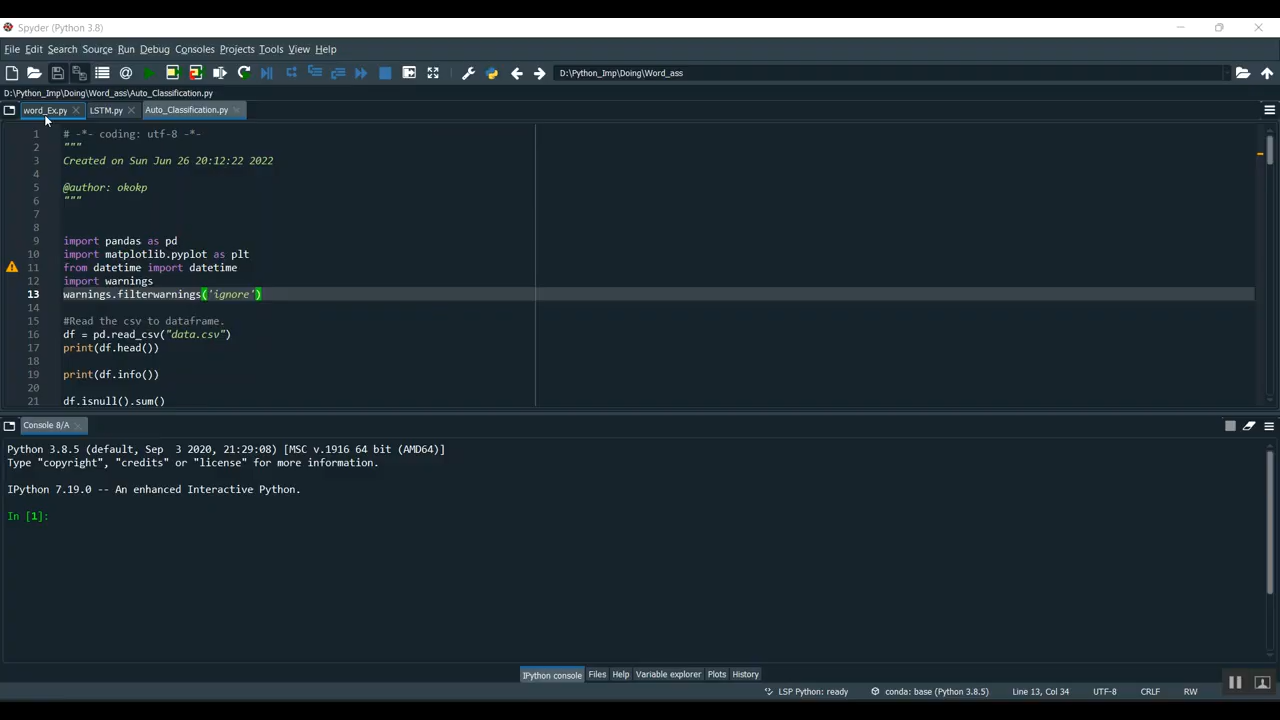 Spyder (Python 3.8)
File Edit Search Source Run Debug Consoles Projects Tools View Help
D:\Python_Imp\Doing\Word_ass
D:\Python_Imp\Doing\Word_ass\Auto_Classification.py
word_Ex.py LSTM.py Auto_Classification.py
1 # -*- coding: utf-8 -*-
2 """
3 Created on Sun Jun 26 20:12:22 2022
4
5 @author: okokp
6 """
7
8
9 import pandas as pd
10 import matplotlib.pyplot as plt
11 from datetime import datetime
12 import warnings
13 warnings.filterwarnings('ignore')
14
15 #Read the csv to dataframe.
16 df = pd.read_csv("data.csv")
17 print(df.head())
18
19 print(df.info())
20
21 df.isnull().sum()
Console 8/A
Python 3.8.5 (default, Sep  3 2020, 21:29:08) [MSC v.1916 64 bit (AMD64)]
Type "copyright", "credits" or "license" for more information.
IPython 7.19.0 -- An enhanced Interactive Python.
In [1]:
IPython console Files Help Variable explorer Plots History
LSP Python: ready conda: base (Python 3.8.5) Line 13, Col 34 UTF-8 CRLF RW